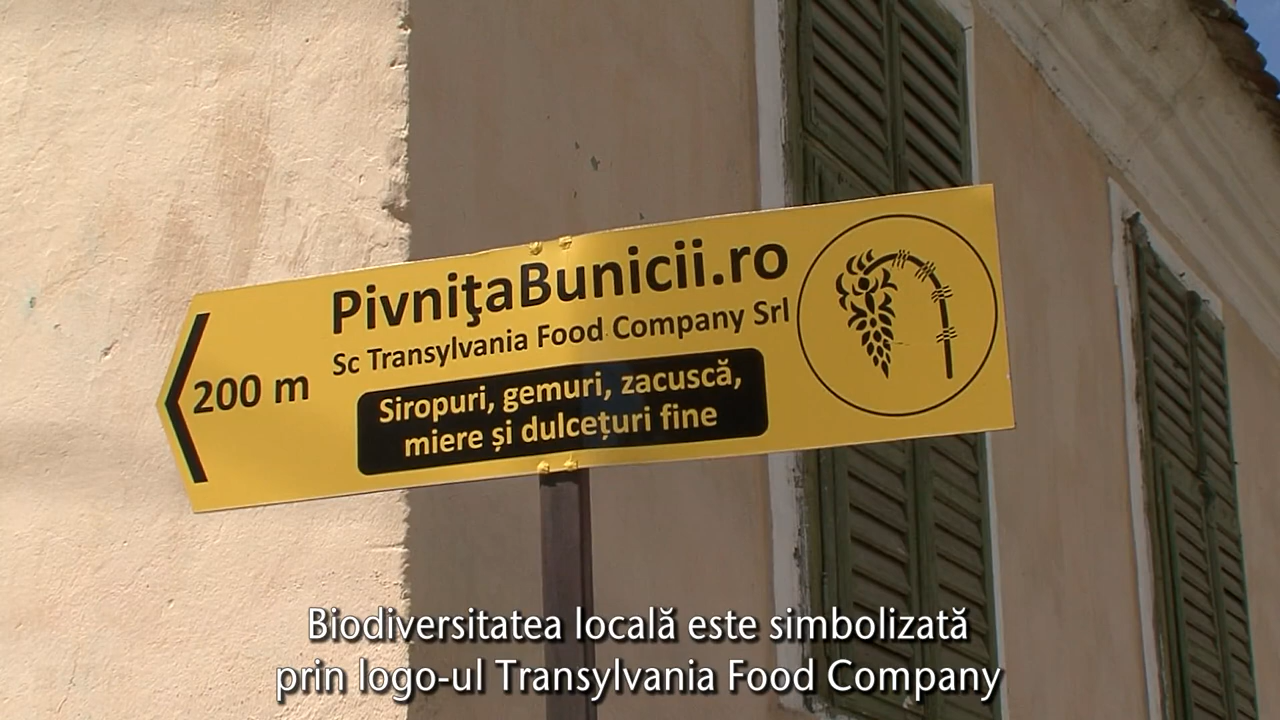 PivniţaBunicii.ro
Sc Transylvania Food Company Srl
200 m
Siropuri, gemuri, zacuscă,
miere și dulcețuri fine
Biodiversitatea locală este simbolizată
prin logo-ul Transylvania Food Company